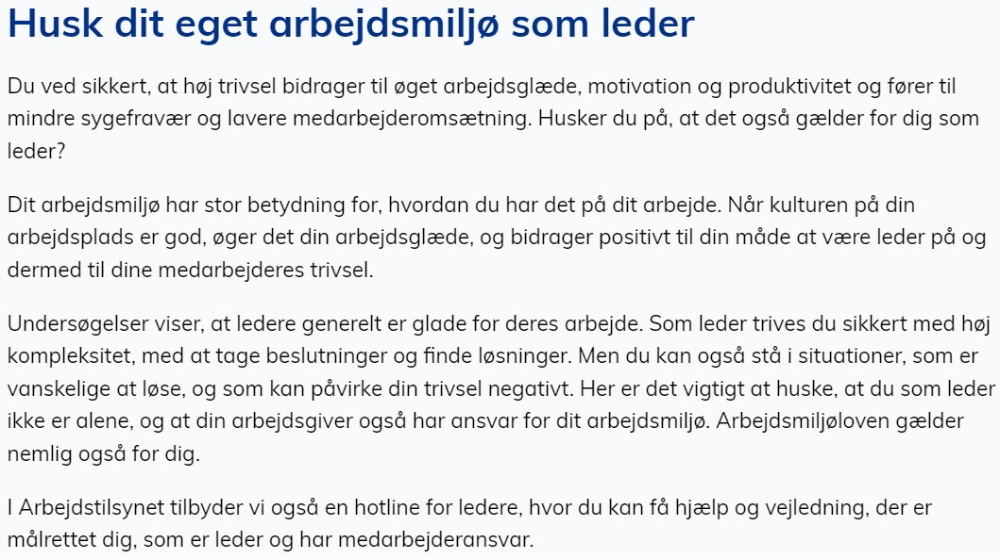 Husk dit eget arbejdsmiljø som leder
Du ved sikkert, at høj trivsel bidrager til øget arbejdsglæde, motivation og produktivitet og fører til
mindre sygefravær og lavere medarbejderomsætning. Husker du på, at det også gælder for dig som
leder?
Dit arbejdsmiljø har stor betydning for, hvordan du har det på dit arbejde. Når kulturen på din
arbejdsplads er god, øger det din arbejdsglæde, og bidrager positivt til din måde at være leder på og
dermed til dine medarbejderes trivsel.
Undersøgelser viser, at ledere generelt er glade for deres arbejde. Som leder trives du sikkert med høj
kompleksitet, med at tage beslutninger og finde løsninger. Men du kan også stå i situationer, som er
vanskelige at løse, og som kan påvirke din trivsel negativt. Her er det vigtigt at huske, at du som leder
ikke er alene, og at din arbejdsgiver også har ansvar for dit arbejdsmiljø. Arbejdsmiljøloven gælder
nemlig også for dig.
I Arbejdstilsynet tilbyder vi også en hotline for ledere, hvor du kan få hjælp og vejledning, der er
målrettet dig, som er leder og har medarbejderansvar.